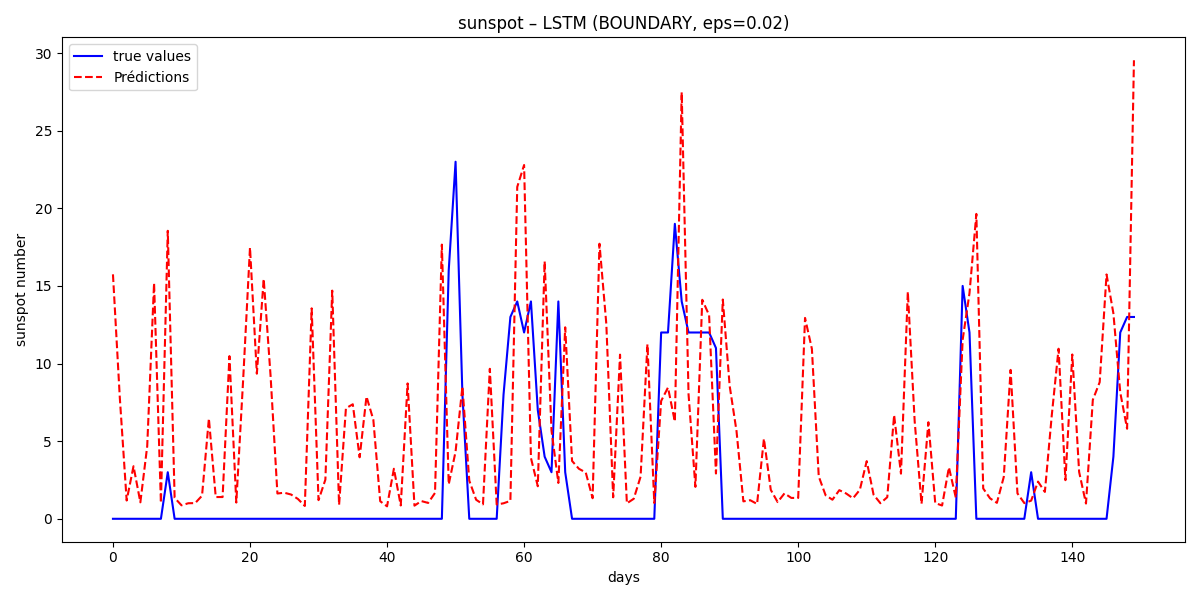 sunspot – LSTM (BOUNDARY, eps=0.02)
true values
Prédictions
30
25
20
15
10
5
0
sunspot number
0 20 40 60 80 100 120 140
days